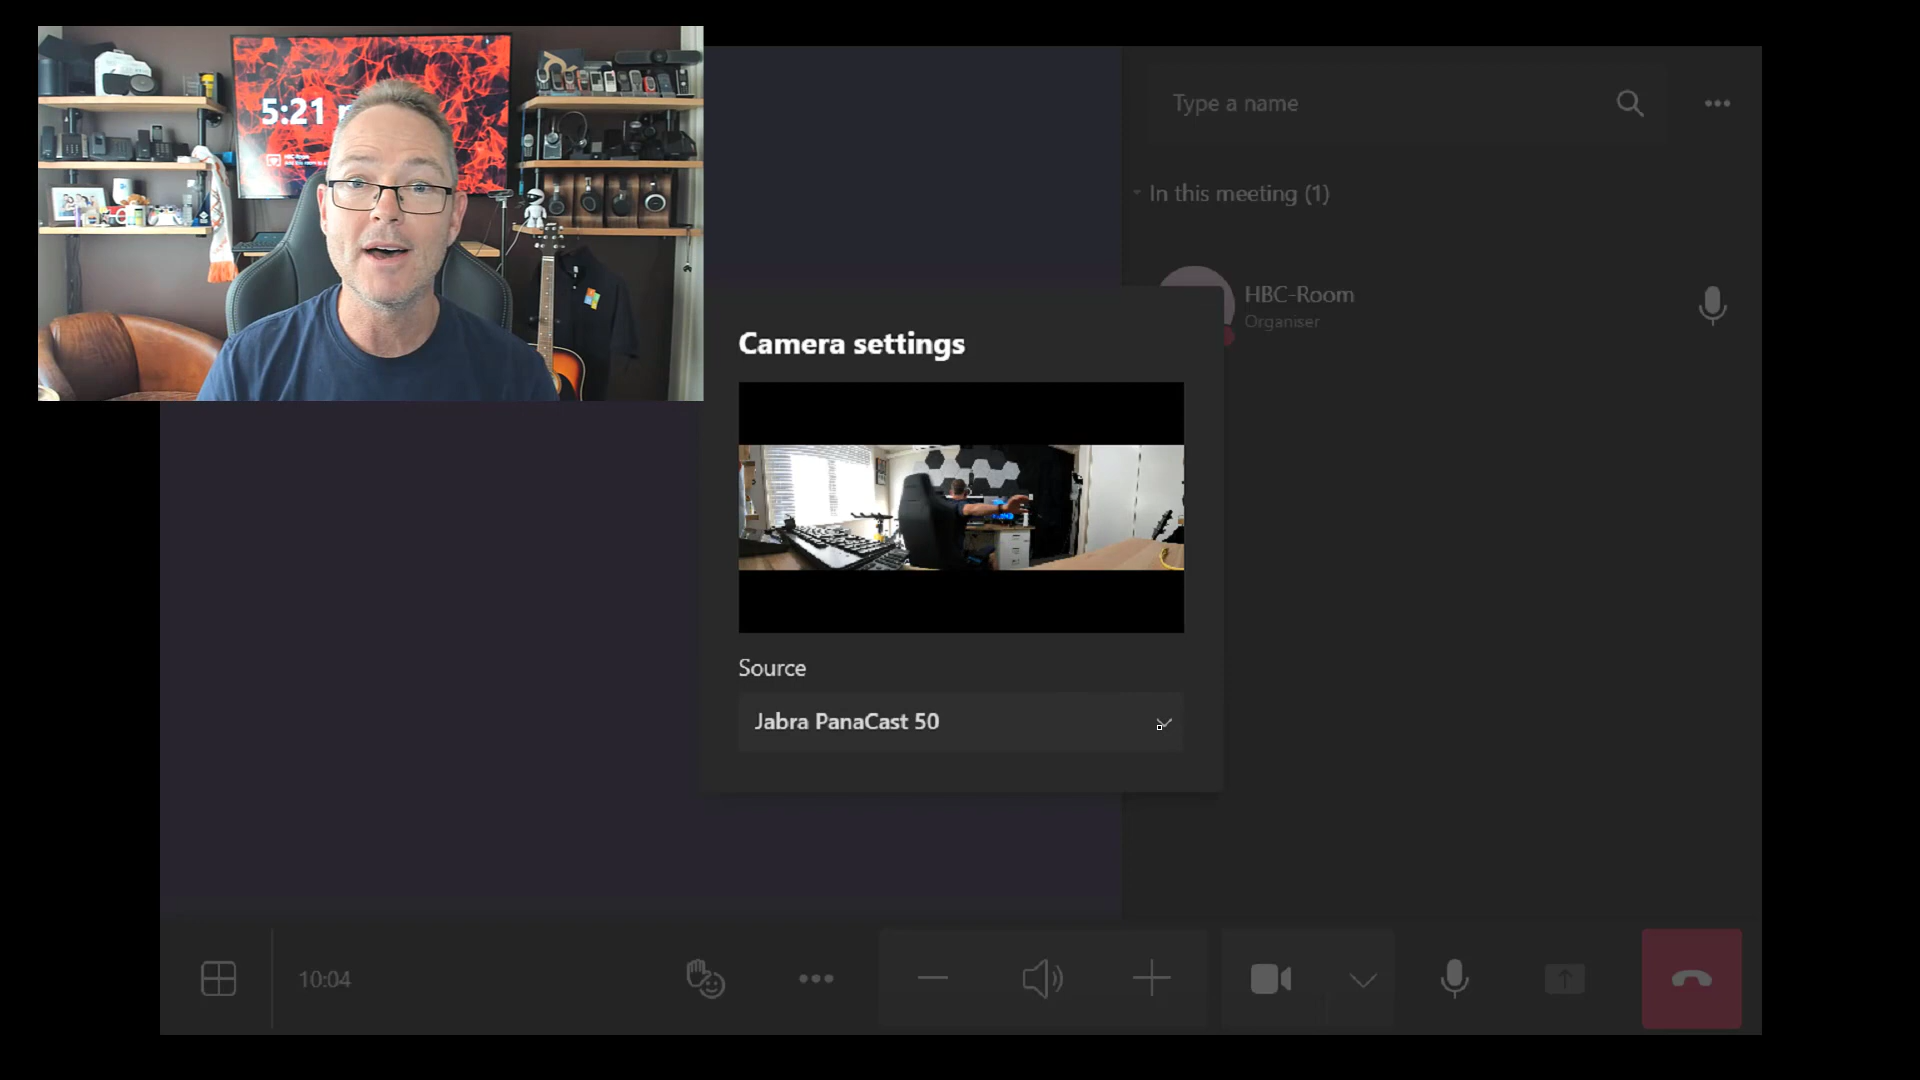 5:21
Type a name
In this meeting (1)
HBC-Room
Organiser
Camera settings
Source
Jabra PanaCast 50
10:04